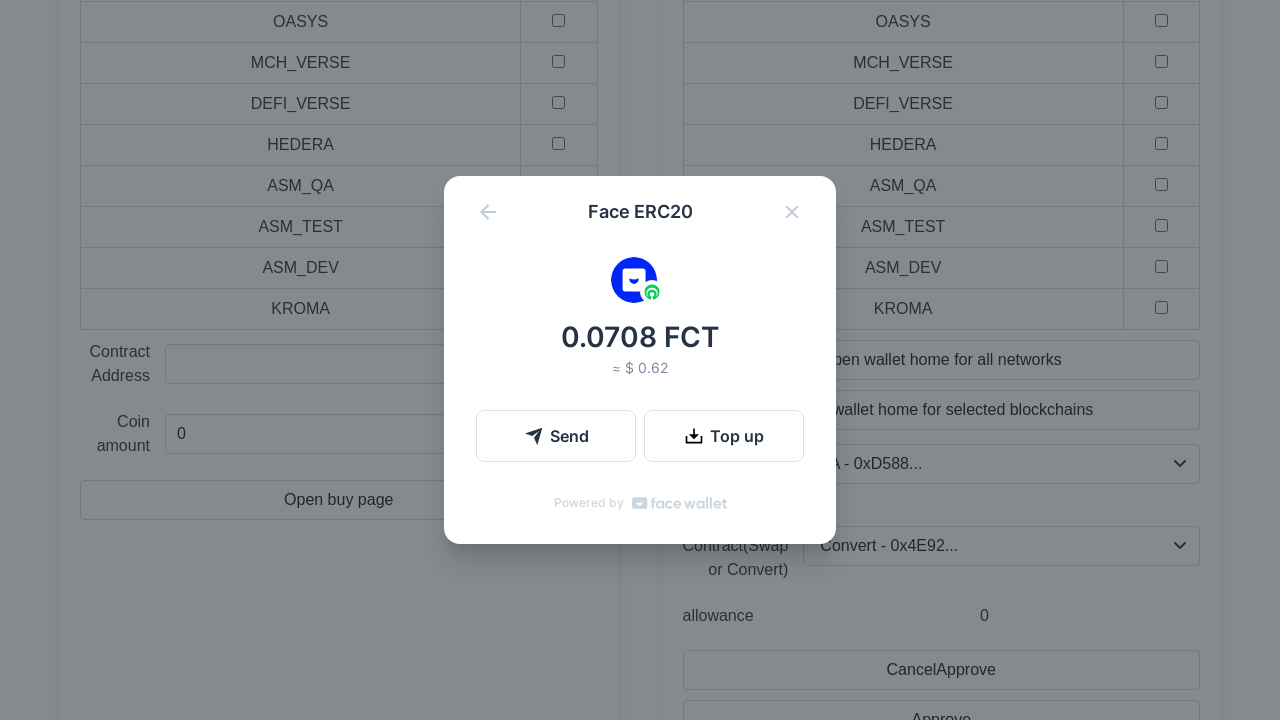 OASYS
MCH_VERSE
DEFI_VERSE
HEDERA
ASM_QA
ASM_TEST
ASM_DEV
KROMA
Contract
Address
Coin
amount
0
Open buy page
Face ERC20
0.0708 FCT
≈ $ 0.62
Send
Top up
Powered by face wallet
OASYS
MCH_VERSE
DEFI_VERSE
HEDERA
ASM_QA
ASM_TEST
ASM_DEV
KROMA
pen wallet home for all networks
wallet home for selected blockchains
A - 0xD588...
Contract(Swap
or Convert)
Convert - 0x4E92...
allowance
0
CancelApprove
Approve